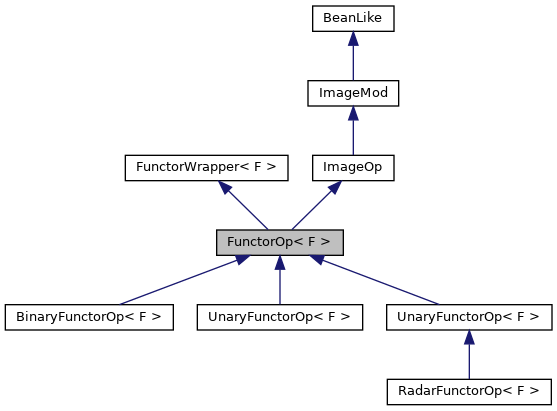 BeanLike
ImageMod
FunctorWrapper< F >
ImageOp
FunctorOp< F >
BinaryFunctorOp< F >
UnaryFunctorOp< F >
UnaryFunctorOp< F >
RadarFunctorOp< F >